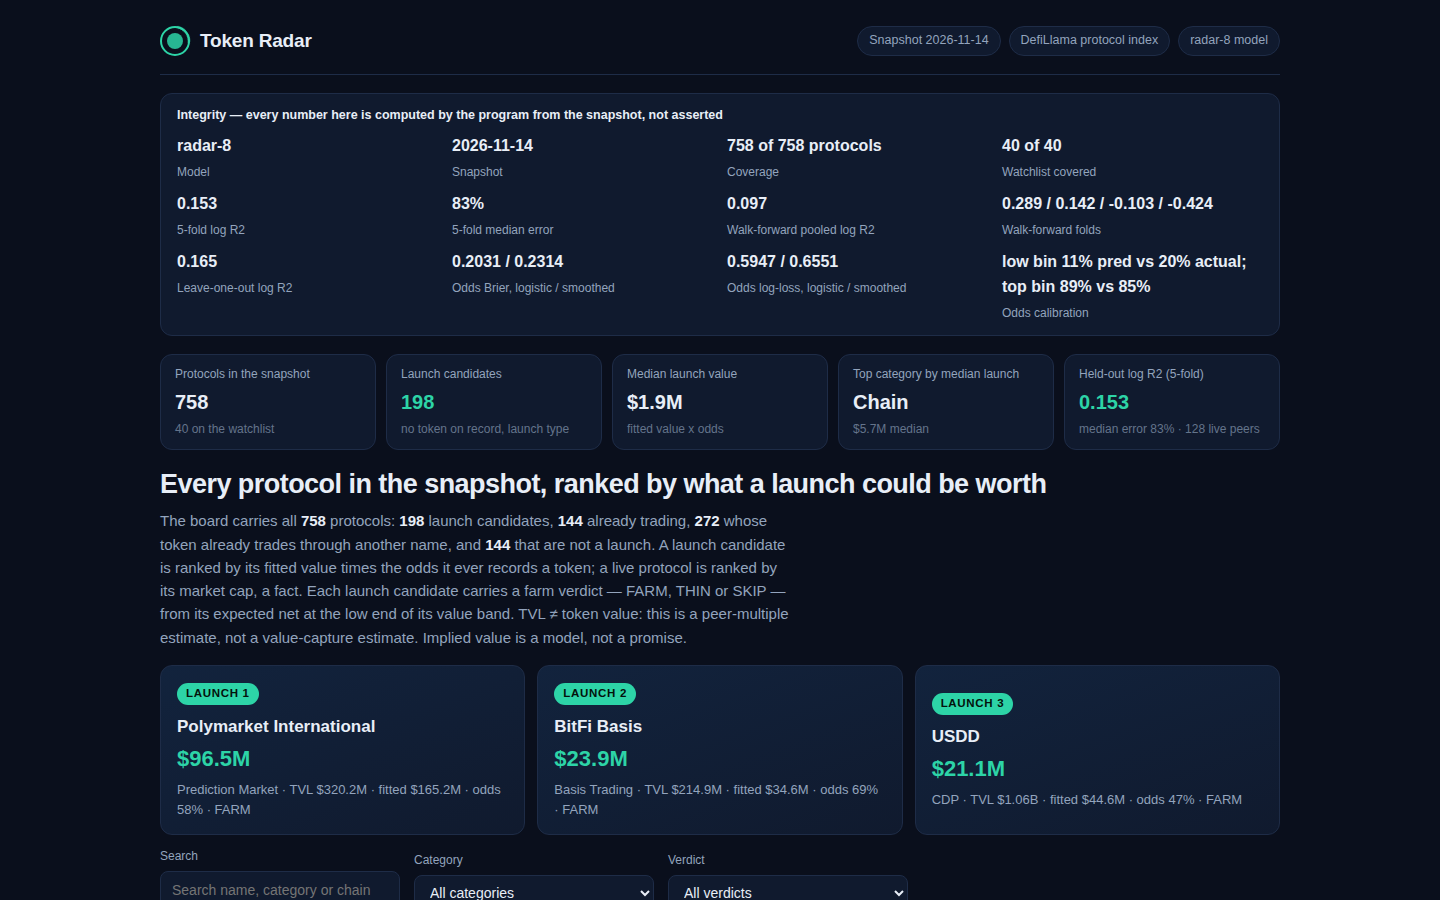 Token Radar
Snapshot 2026-11-14
DefiLlama protocol index
radar-8 model
Integrity — every number here is computed by the program from the snapshot, not asserted
radar-8
2026-11-14
758 of 758 protocols
40 of 40
Model
Snapshot
Coverage
Watchlist covered
0.153
83%
0.097
0.289 / 0.142 / -0.103 / -0.424
5-fold log R2
5-fold median error
Walk-forward pooled log R2
Walk-forward folds
0.165
0.2031 / 0.2314
0.5947 / 0.6551
low bin 11% pred vs 20% actual;
top bin 89% vs 85%
Leave-one-out log R2
Odds Brier, logistic / smoothed
Odds log-loss, logistic / smoothed
Odds calibration
Protocols in the snapshot
758
40 on the watchlist
Launch candidates
198
no token on record, launch type
Median launch value
$1.9M
fitted value x odds
Top category by median launch
Chain
$5.7M median
Held-out log R2 (5-fold)
0.153
median error 83% · 128 live peers
Every protocol in the snapshot, ranked by what a launch could be worth
The board carries all 758 protocols: 198 launch candidates, 144 already trading, 272 whose
token already trades through another name, and 144 that are not a launch. A launch candidate
is ranked by its fitted value times the odds it ever records a token; a live protocol is ranked by
its market cap, a fact. Each launch candidate carries a farm verdict — FARM, THIN or SKIP —
from its expected net at the low end of its value band. TVL ≠ token value: this is a peer-multiple
estimate, not a value-capture estimate. Implied value is a model, not a promise.
LAUNCH 1
Polymarket International
$96.5M
Prediction Market · TVL $320.2M · fitted $165.2M · odds
58% · FARM
LAUNCH 2
BitFi Basis
$23.9M
Basis Trading · TVL $214.9M · fitted $34.6M · odds 69%
· FARM
LAUNCH 3
USDD
$21.1M
CDP · TVL $1.06B · fitted $44.6M · odds 47% · FARM
Search
Search name, category or chain
Category
All categories
Verdict
All verdicts